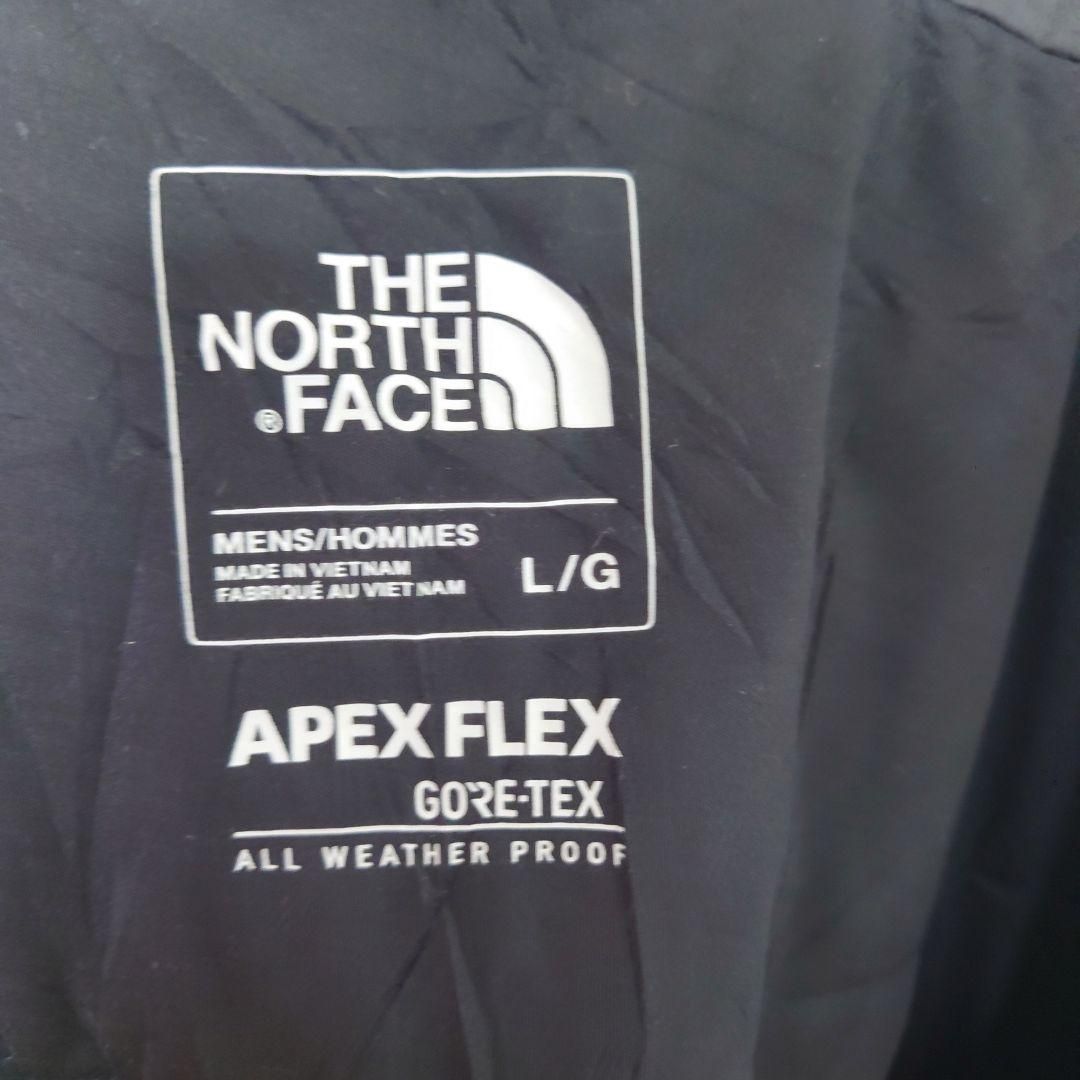 THE
NORTH
®FACE
MENS/HOMMES
MADE IN VIETNAM
FABRIQUÉ AU VIET NAM
L/G
APEX FLEX
GORE-TEX
ALL WEATHER PROOF